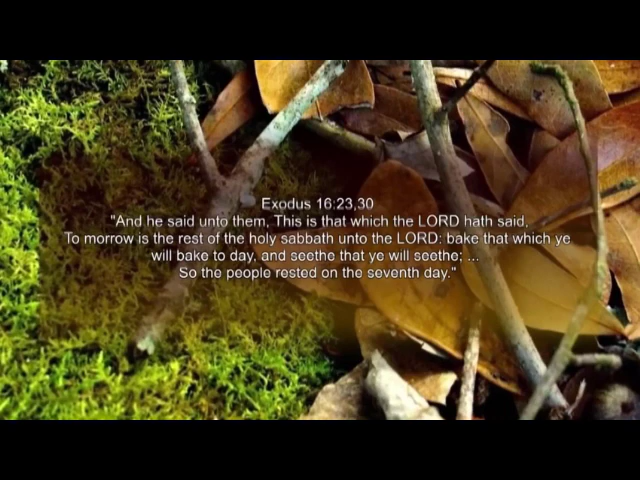 Exodus 16:23,30
"And he said unto them, This is that which the LORD hath said,
To morrow is the rest of the holy sabbath unto the LORD: bake that which ye
will bake to day, and seethe that ye will seethe; ...
So the people rested on the seventh day."